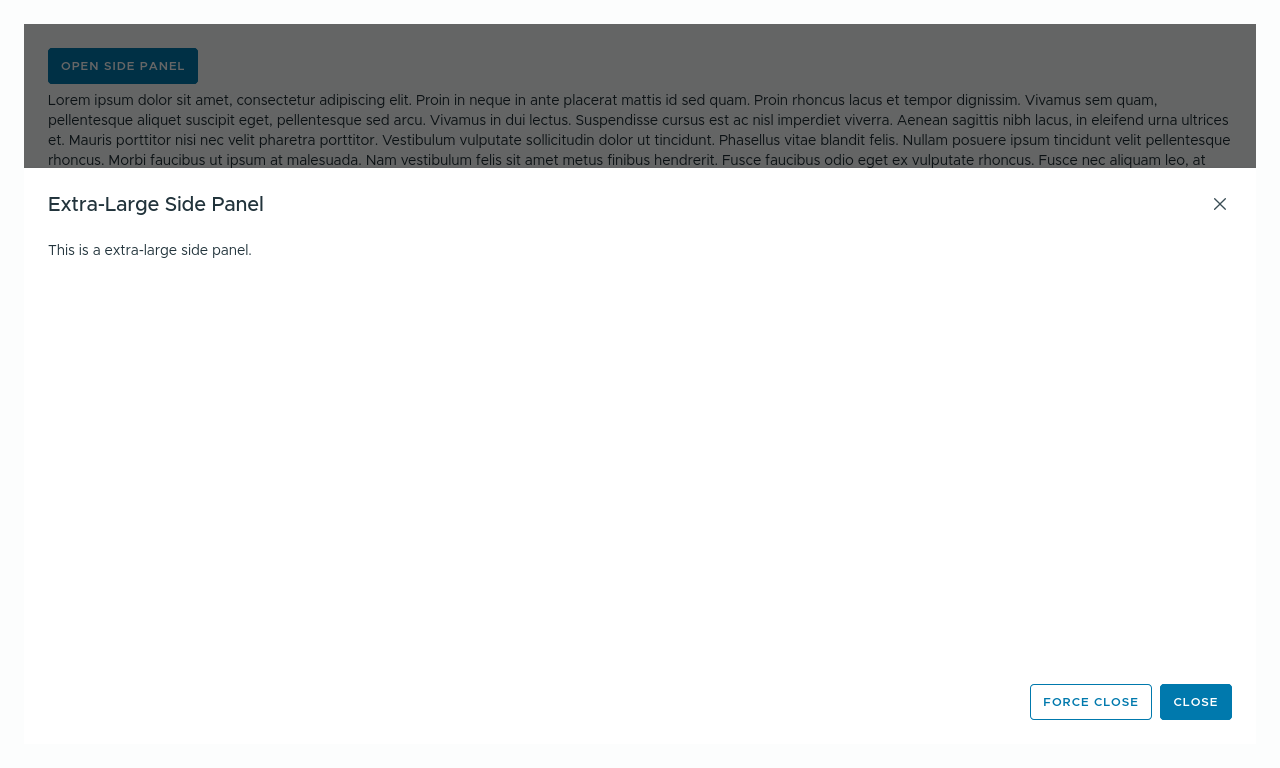 OPEN SIDE PANEL
Lorem ipsum dolor sit amet, consectetur adipiscing elit. Proin in neque in ante placerat mattis id sed quam. Proin rhoncus lacus et tempor dignissim. Vivamus sem quam,
pellentesque aliquet suscipit eget, pellentesque sed arcu. Vivamus in dui lectus. Suspendisse cursus est ac nisl imperdiet viverra. Aenean sagittis nibh lacus, in eleifend urna ultrices
et. Mauris porttitor nisi nec velit pharetra porttitor. Vestibulum vulputate sollicitudin dolor ut tincidunt. Phasellus vitae blandit felis. Nullam posuere ipsum tincidunt velit pellentesque
rhoncus. Morbi faucibus ut ipsum at malesuada. Nam vestibulum felis sit amet metus finibus hendrerit. Fusce faucibus odio eget ex vulputate rhoncus. Fusce nec aliquam leo, at
Extra-Large Side Panel
This is a extra-large side panel.
FORCE CLOSE
CLOSE